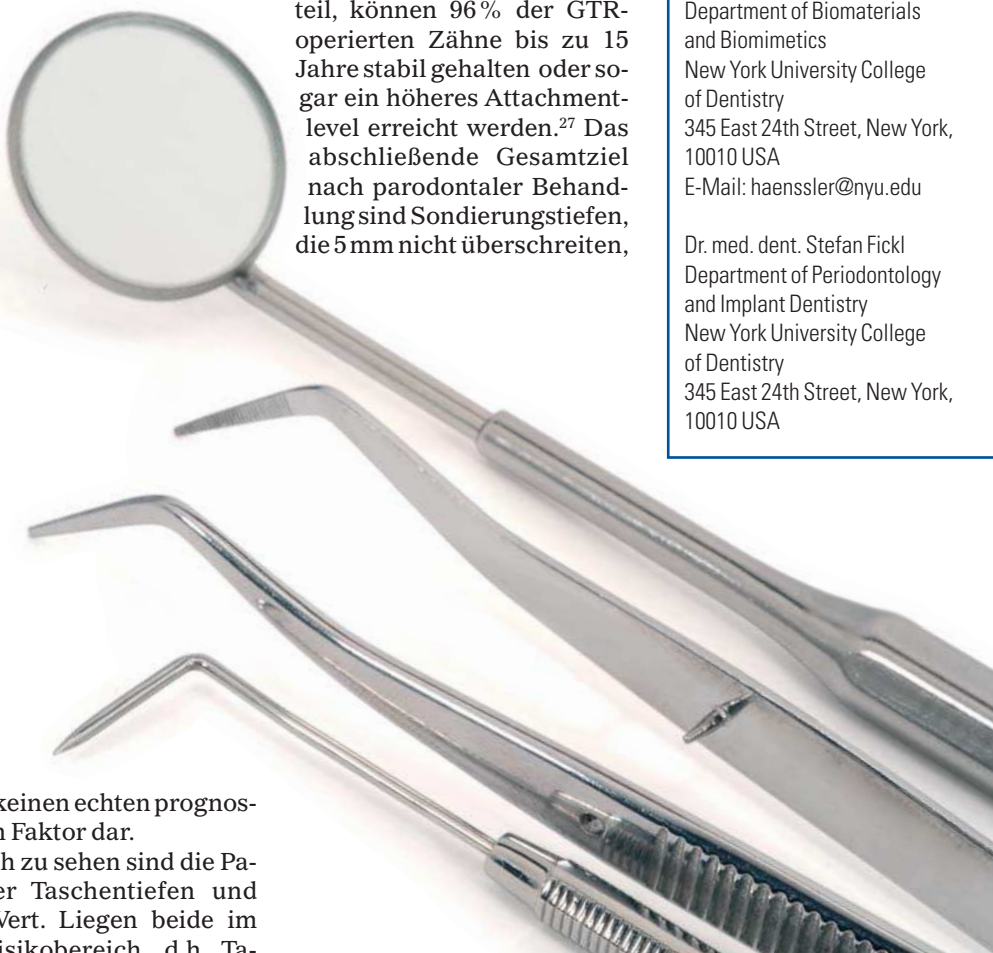 teil, können 96 % der GTR-
operierten Zähne bis zu 15
Jahre stabil gehalten oder so-
gar ein höheres Attachment-
level erreicht werden.²⁷ Das
abschließende Gesamtziel
nach parodontaler Behand-
lung sind Sondierungstiefen,
die 5 mm nicht überschreiten,
Department of Biomaterials
and Biomimetics
New York University College
of Dentistry
345 East 24th Street, New York,
10010 USA
E-Mail: haenssler@nyu.edu
Dr. med. dent. Stefan Fickl
Department of Periodontology
and Implant Dentistry
New York University College
of Dentistry
345 East 24th Street, New York,
10010 USA
keinen echten prognos-
Faktor dar.
zu sehen sind die Pa-
Taschentiefen und
Liegen beide im
d.h. Ta-